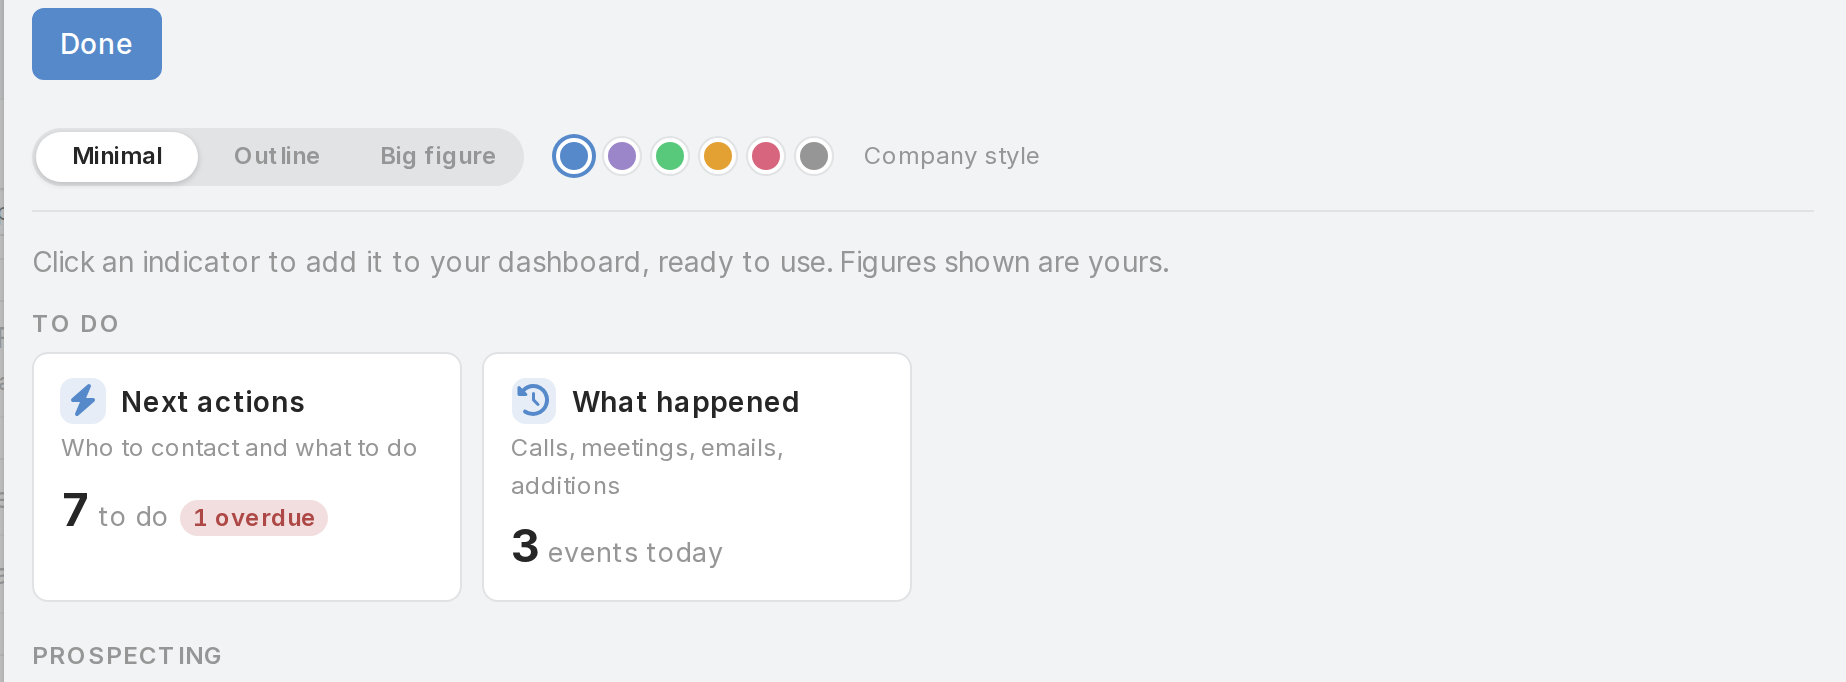 Done
Minimal Outline Big figure Company style
Click an indicator to add it to your dashboard, ready to use. Figures shown are yours.
TO DO
Next actions
Who to contact and what to do
7 to do 1 overdue
What happened
Calls, meetings, emails,
additions
3 events today
PROSPECTING